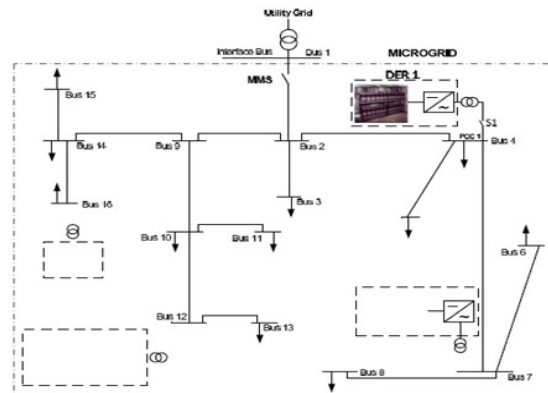 Utility Grid
Interface Bus
Bus 1
MICROGRID
MMS
DER 1
Bus 15
S1
PCC 1
Bus 14
Bus 9
Bus 2
Bus 4
Bus 3
Bus 16
Bus 10
Bus 11
Bus 6
Bus 12
Bus 13
Bus 8
Bus 7